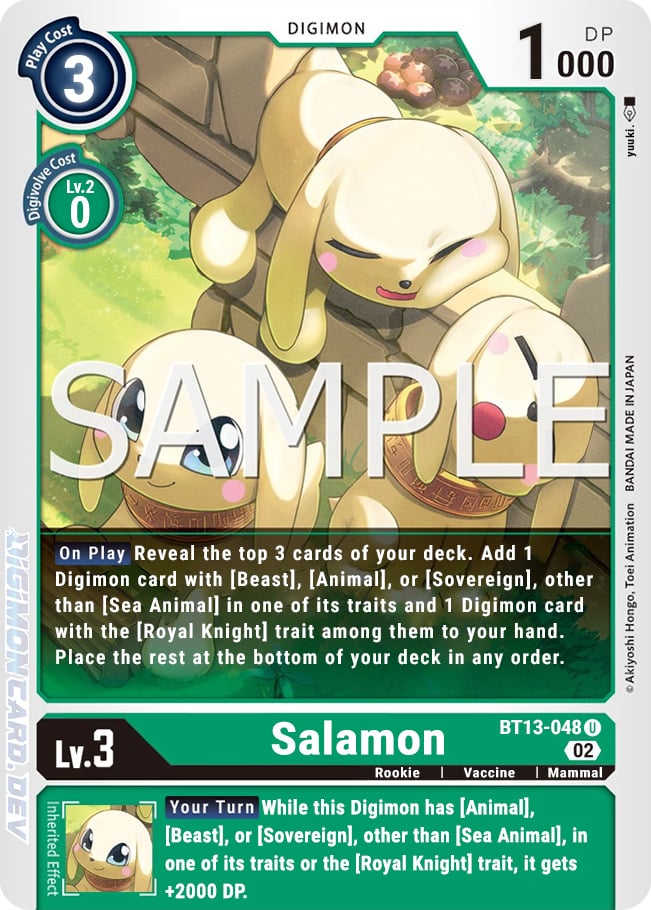 DIGIMON
Play Cost
3
DP
1000
yuuki.
Digivolve Cost
Lv.2
0
SAMPLE
On Play Reveal the top 3 cards of your deck. Add 1
Digimon card with [Beast], [Animal], or [Sovereign], other
than [Sea Animal] in one of its traits and 1 Digimon card
with the [Royal Knight] trait among them to your hand.
Place the rest at the bottom of your deck in any order.
© Akiyoshi Hongo, Toei Animation BANDAI MADE IN JAPAN
DIGIMONCARD.DEV
Lv.3
Salamon
BT13-048 U
02
Rookie | Vaccine | Mammal
Inherited Effect
Your Turn While this Digimon has [Animal],
[Beast], or [Sovereign], other than [Sea Animal], in
one of its traits or the [Royal Knight] trait, it gets
+2000 DP.